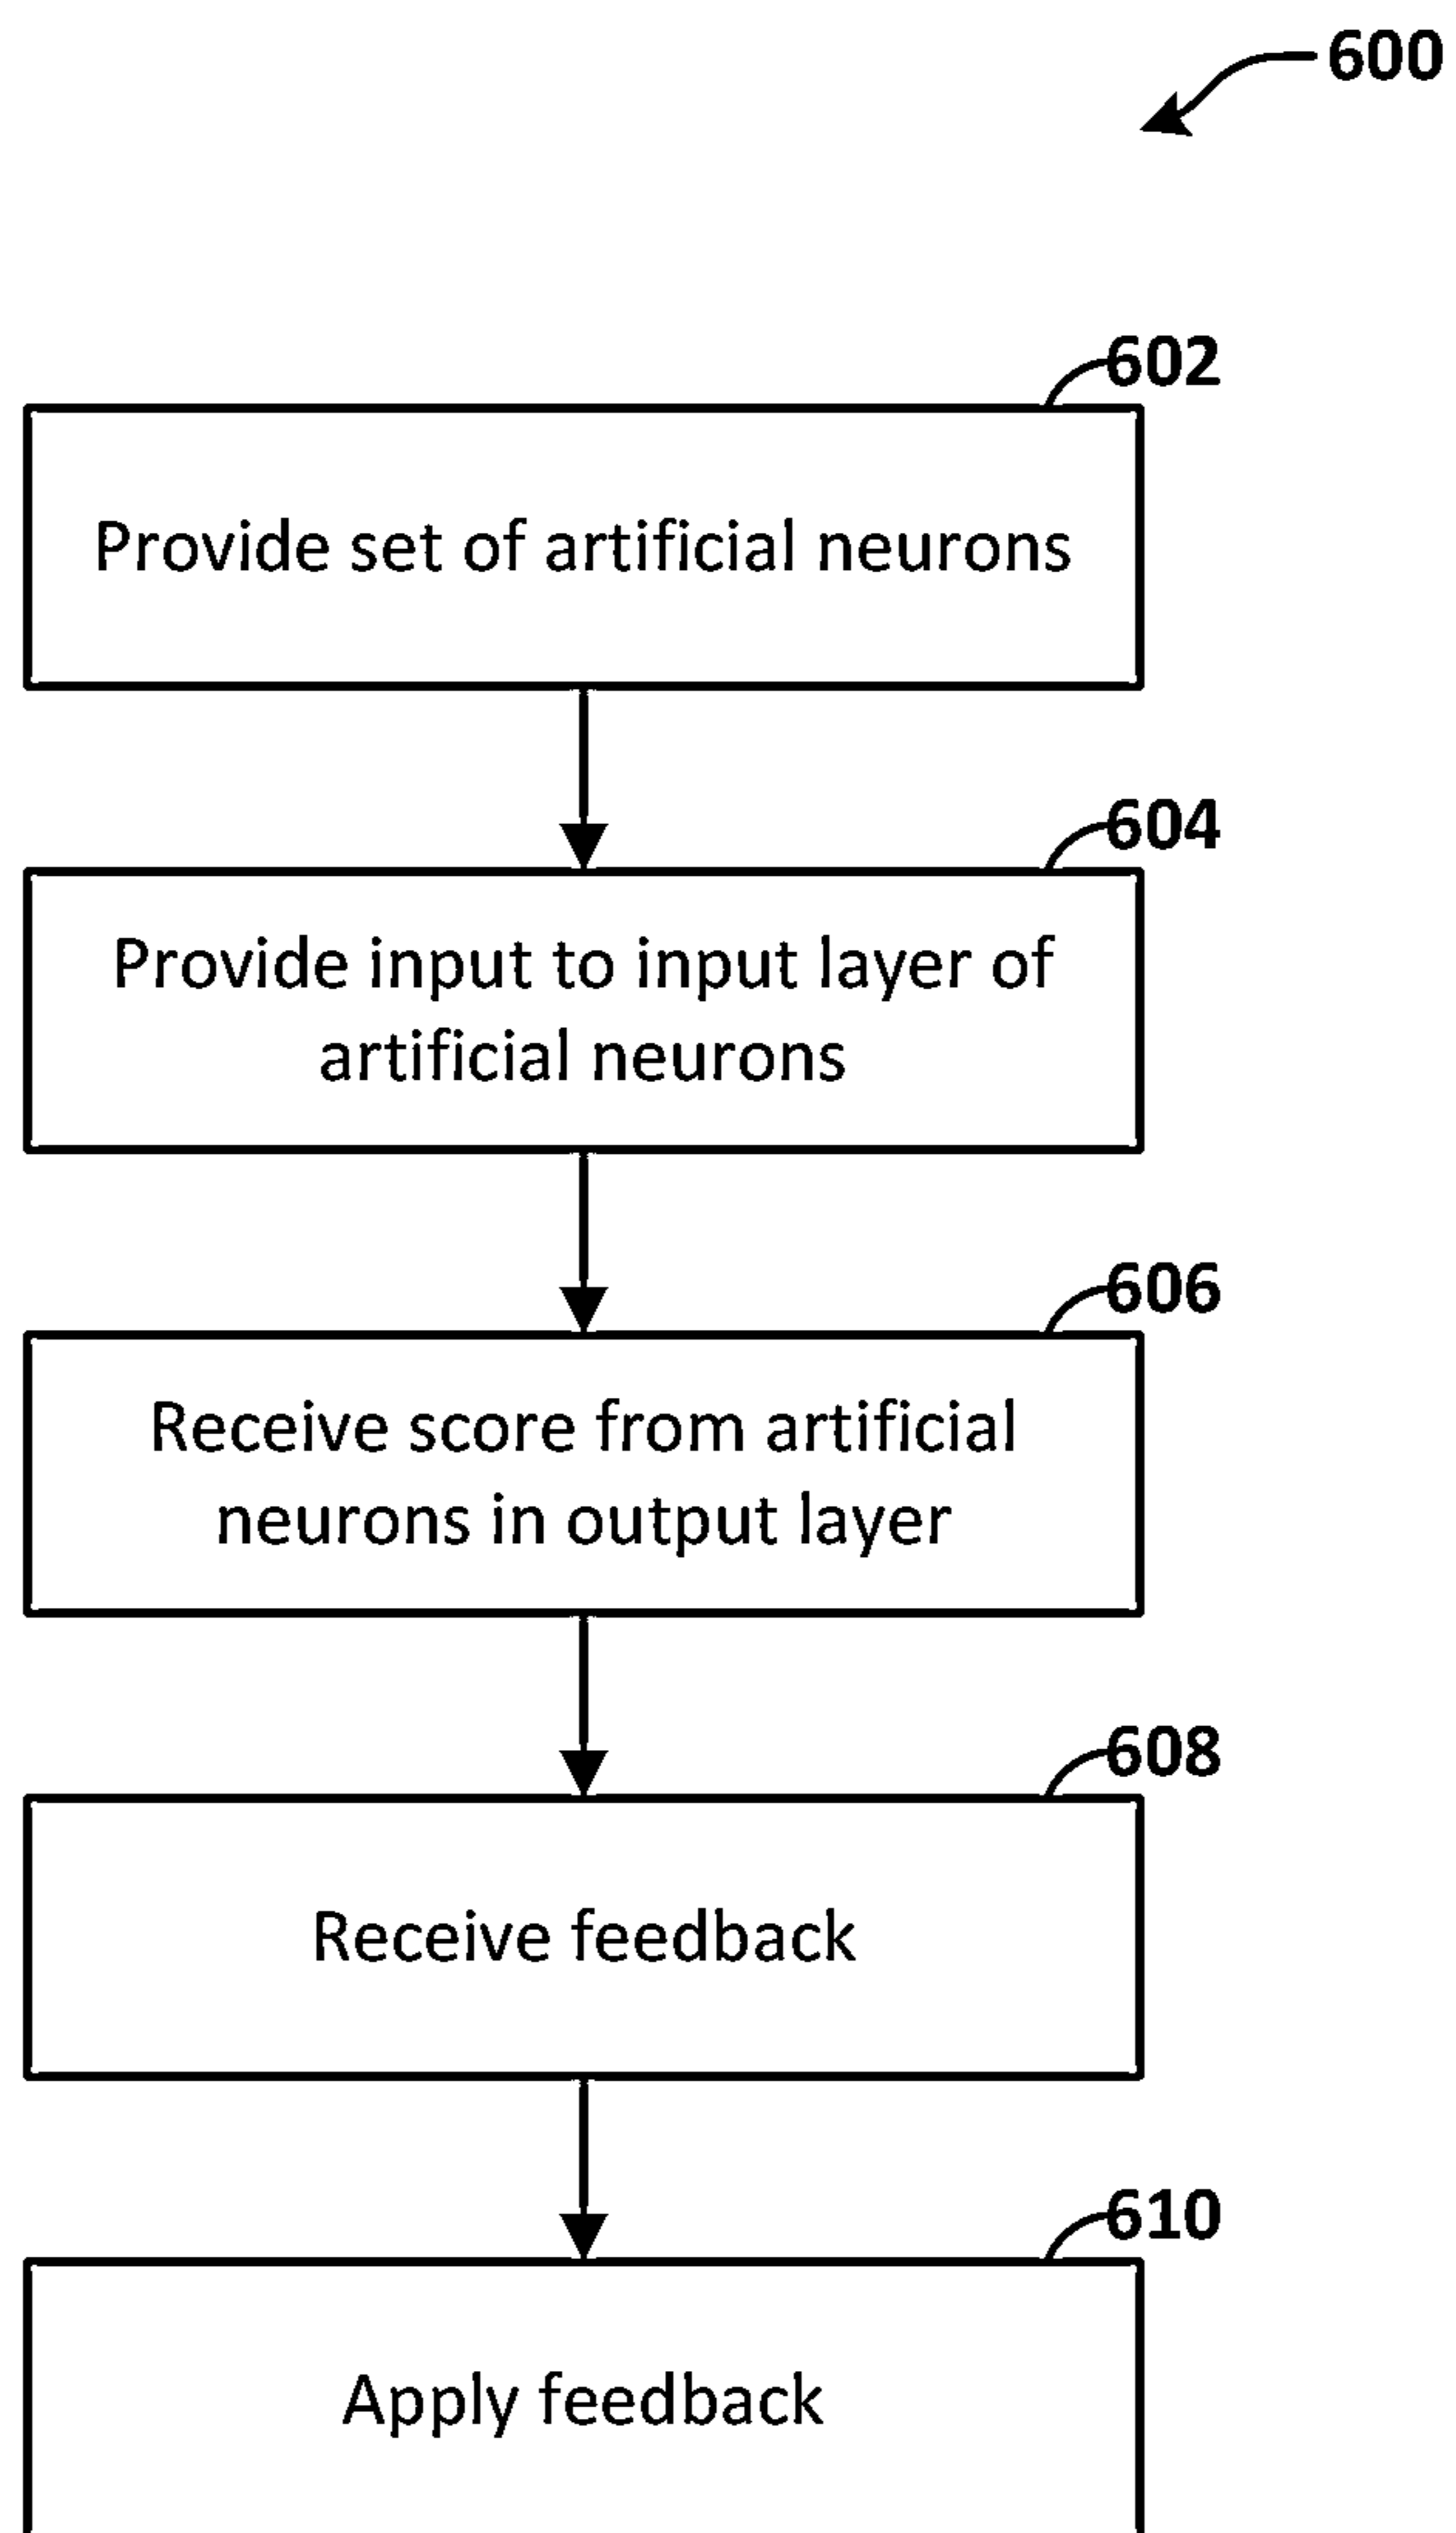 600
602
Provide set of artificial neurons
604
Provide input to input layer of
artificial neurons
606
Receive score from artificial
neurons in output layer
608
Receive feedback
610
Apply feedback